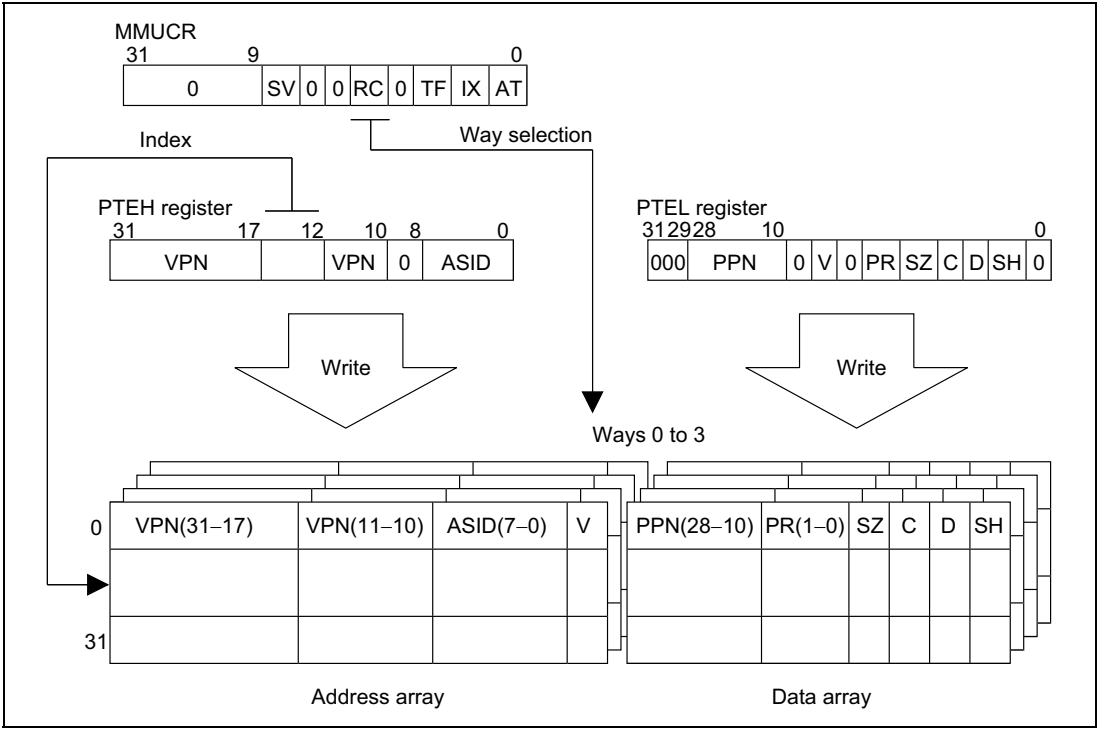 MMUCR
31 9 0
0 SV 0 0 RC 0 TF IX AT
Index
Way selection
PTEH register
31 17 12 10 8 0
VPN VPN 0 ASID
PTEL register
31 29 28 10 0
000 PPN 0 V 0 PR SZ C D SH 0
Write
Write
Ways 0 to 3
0 VPN(31−17) VPN(11−10) ASID(7−0) V
PPN(28−10) PR(1−0) SZ C D SH
31
Address array
Data array